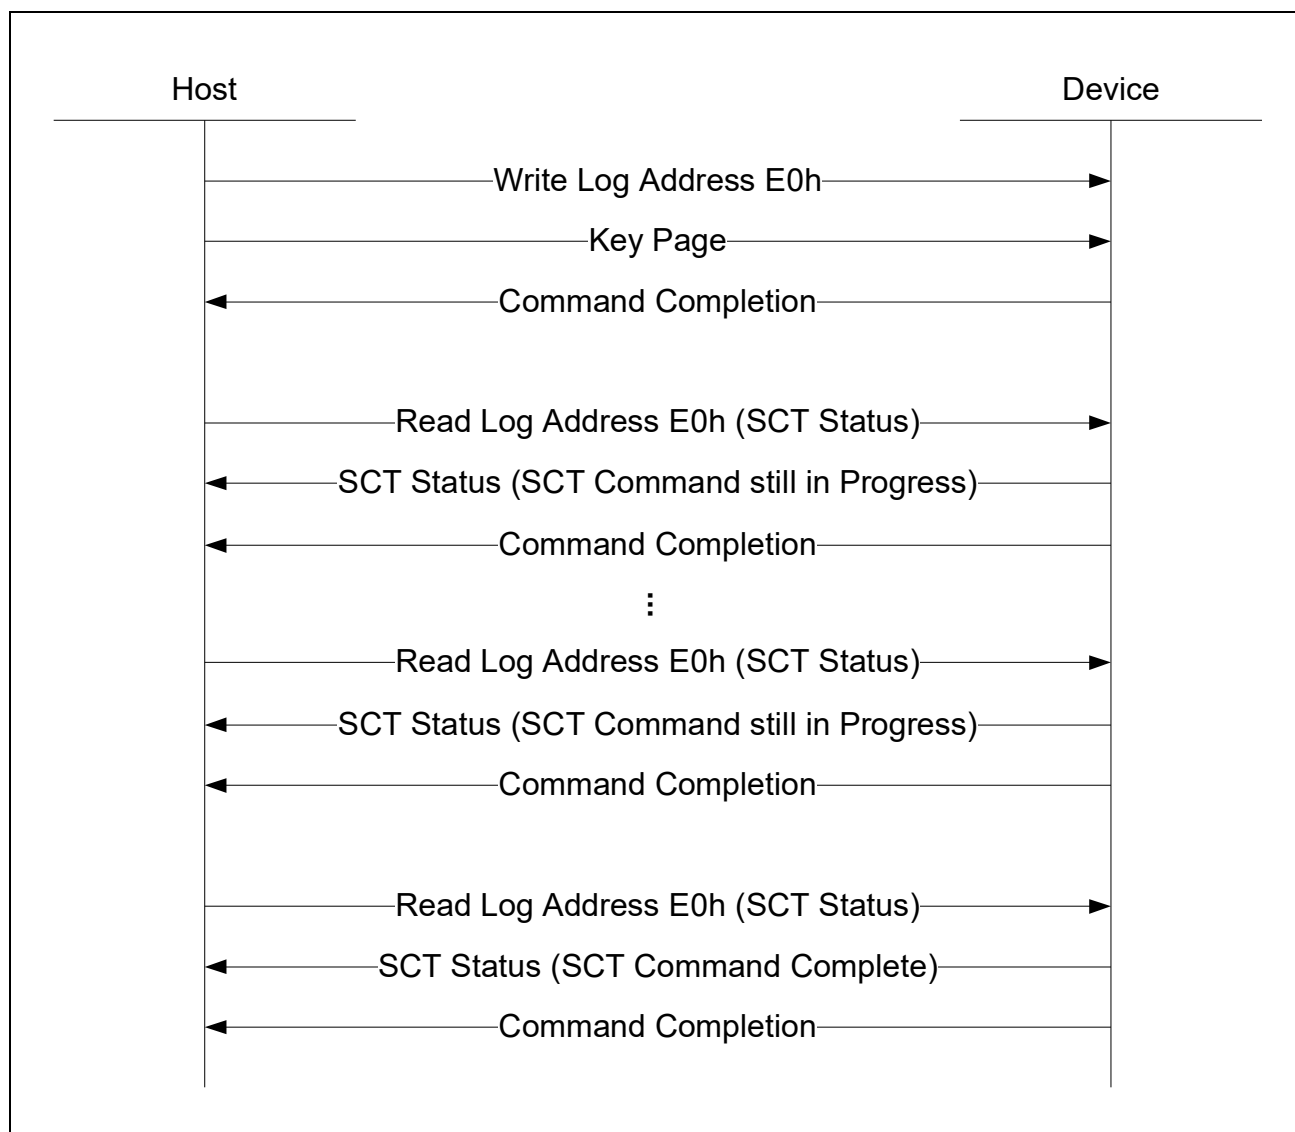 Host
Device
Write Log Address E0h
Key Page
Command Completion
Read Log Address E0h (SCT Status)
SCT Status (SCT Command still in Progress)
Command Completion
⋮
Read Log Address E0h (SCT Status)
SCT Status (SCT Command still in Progress)
Command Completion
Read Log Address E0h (SCT Status)
SCT Status (SCT Command Complete)
Command Completion